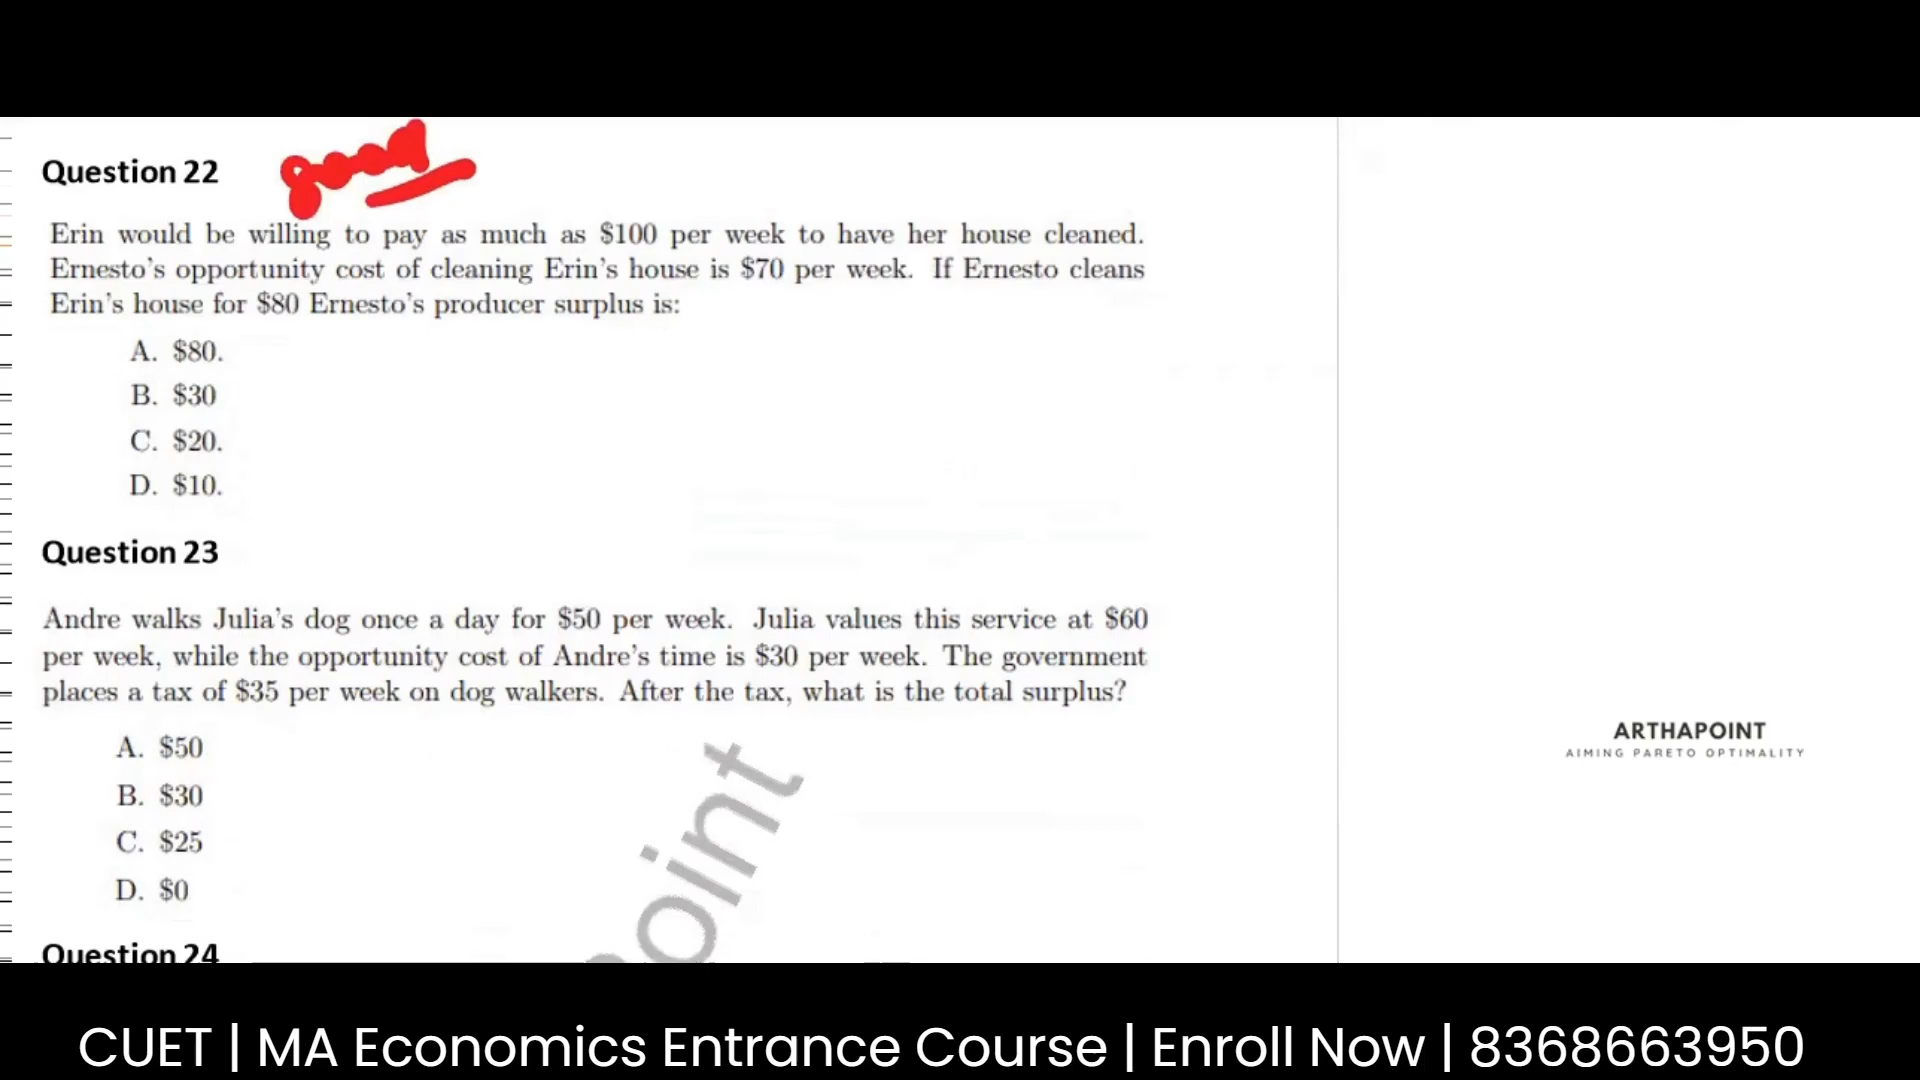 Question 22
good
Erin would be willing to pay as much as $100 per week to have her house cleaned.
Ernesto's opportunity cost of cleaning Erin's house is $70 per week. If Ernesto cleans
Erin's house for $80 Ernesto's producer surplus is:
A. $80.
B. $30
C. $20.
D. $10.
Question 23
Andre walks Julia's dog once a day for $50 per week. Julia values this service at $60
per week, while the opportunity cost of Andre's time is $30 per week. The government
places a tax of $35 per week on dog walkers. After the tax, what is the total surplus?
A. $50
B. $30
C. $25
D. $0
Question 24
oint
ARTHAPOINT
AIMING PARETO OPTIMALITY
CUET | MA Economics Entrance Course | Enroll Now | 8368663950